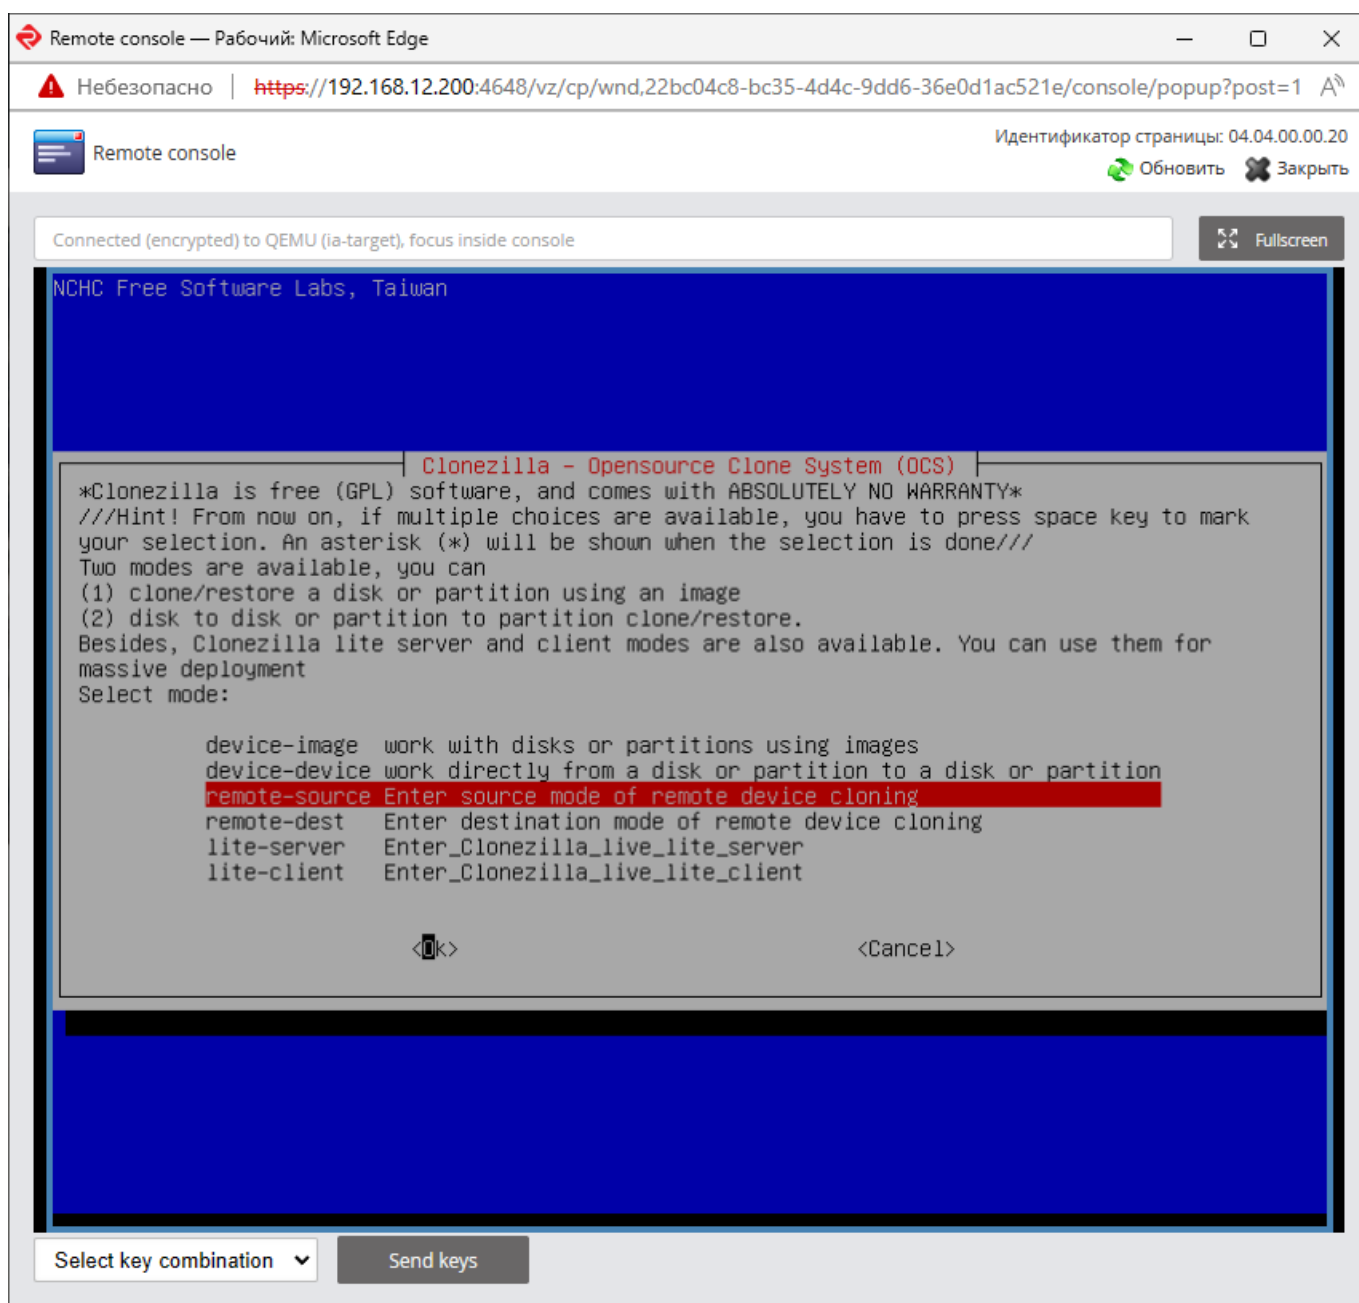 Remote console — Рабочий: Microsoft Edge
Небезопасно https://192.168.12.200:4648/vz/cp/wnd,22bc04c8-bc35-4d4c-9dd6-36e0d1ac521e/console/popup?post=1
Remote console
Идентификатор страницы: 04.04.00.00.20
Обновить Закрыть
Connected (encrypted) to QEMU (ia-target), focus inside console
Fullscreen
NCHC Free Software Labs, Taiwan
Clonezilla - Opensource Clone System (OCS)
*Clonezilla is free (GPL) software, and comes with ABSOLUTELY NO WARRANTY*
///Hint! From now on, if multiple choices are available, you have to press space key to mark
your selection. An asterisk (*) will be shown when the selection is done///
Two modes are available, you can
(1) clone/restore a disk or partition using an image
(2) disk to disk or partition to partition clone/restore.
Besides, Clonezilla lite server and client modes are also available. You can use them for
massive deployment
Select mode:
device-image work with disks or partitions using images
device-device work directly from a disk or partition to a disk or partition
remote-source Enter source mode of remote device cloning
remote-dest Enter destination mode of remote device cloning
lite-server Enter_Clonezilla_live_lite_server
lite-client Enter_Clonezilla_live_lite_client
<Ok> <Cancel>
Select key combination
Send keys